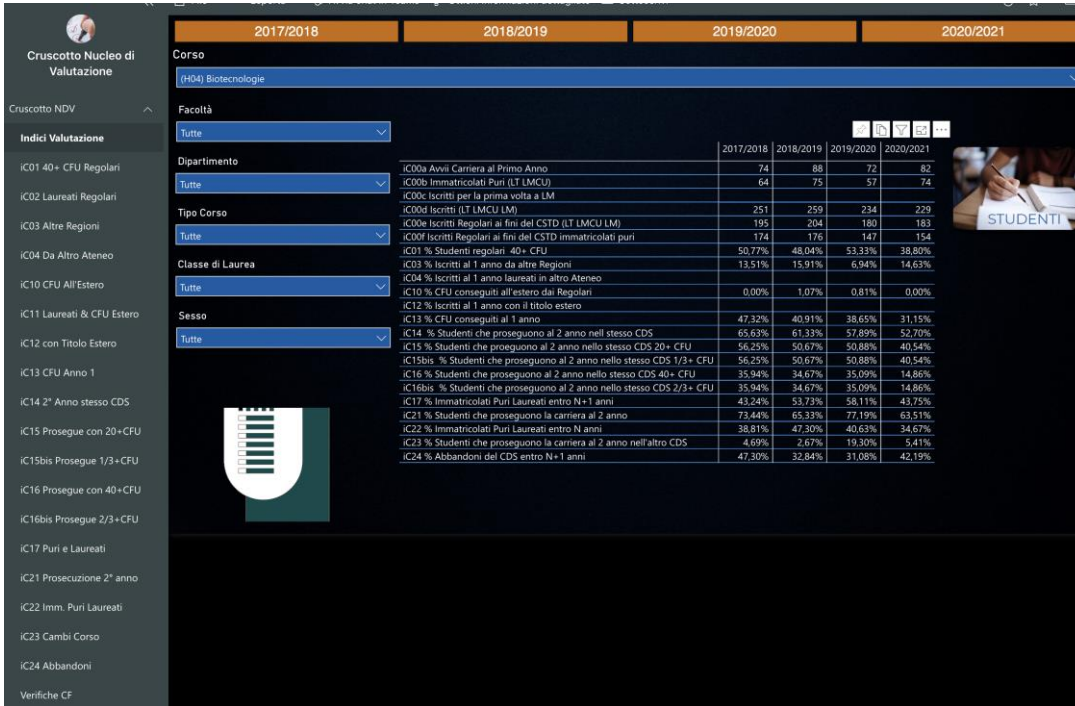 2017/2018 2018/2019 2019/2020 2020/2021
Cruscotto Nucleo di
Valutazione
Cruscotto NDV
Indici Valutazione
iC01 40+ CFU Regolari
iC02 Laureati Regolari
iC03 Altre Regioni
iC04 Da Altro Ateneo
iC10 CFU All'Estero
iC11 Laureati & CFU Estero
iC12 con Titolo Estero
iC13 CFU Anno 1
iC14 2° Anno stesso CDS
iC15 Prosegue con 20+CFU
iC15bis Prosegue 1/3+CFU
iC16 Prosegue con 40+CFU
iC16bis Prosegue 2/3+CFU
iC17 Puri e Laureati
iC21 Prosecuzione 2° anno
iC22 Imm. Puri Laureati
iC23 Cambi Corso
iC24 Abbandoni
Verifiche CF
Corso
(H04) Biotecnologie
Facoltà
Tutte
Dipartimento
Tutte
Tipo Corso
Tutte
Classe di Laurea
Tutte
Sesso
Tutte
2017/2018 2018/2019 2019/2020 2020/2021
iC00a Avvii Carriera al Primo Anno 74 88 72 82
iC00b Immatricolati Puri (LT LMCU) 64 75 57 74
iC00c Iscritti per la prima volta a LM
iC00d Iscritti (LT LMCU LM) 251 259 234 229
iC00e Iscritti Regolari ai fini del CSTD (LT LMCU LM) 195 204 180 183
iC00f Iscritti Regolari ai fini del CSTD immatricolati puri 174 176 147 154
iC01 % Studenti regolari 40+ CFU 50,77% 48,04% 53,33% 38,80%
iC03 % Iscritti al 1 anno da altre Regioni 13,51% 15,91% 6,94% 14,63%
iC04 % Iscritti al 1 anno laureati in altro Ateneo
iC10 % CFU conseguiti all'estero dai Regolari 0,00% 1,07% 0,81% 0,00%
iC12 % Iscritti al 1 anno con il titolo estero
iC13 % CFU conseguiti al 1 anno 47,32% 40,91% 38,65% 31,15%
iC14 % Studenti che proseguono al 2 anno nell stesso CDS 65,63% 61,33% 57,89% 52,70%
iC15 % Studenti che proeguono al 2 anno nello stesso CDS 20+ CFU 56,25% 50,67% 50,88% 40,54%
iC15bis % Studenti che proseguono al 2 anno nello stesso CDS 1/3+ CFU 56,25% 50,67% 50,88% 40,54%
iC16 % Studenti che proseguono al 2 anno nello stesso CDS 40+ CFU 35,94% 34,67% 35,09% 14,86%
iC16bis % Studenti che proseguono al 2 anno nello stesso CDS 2/3+ CFU 35,94% 34,67% 35,09% 14,86%
iC17 % Immatricolati Puri Laureati entro N+1 anni 43,24% 53,73% 58,11% 43,75%
iC21 % Studenti che proseguono la carriera al 2 anno 73,44% 65,33% 77,19% 63,51%
iC22 % Immatricolati Puri Laureati entro N anni 38,81% 47,30% 40,63% 34,67%
iC23 % Studenti che proseguono la carriera al 2 anno nell'altro CDS 4,69% 2,67% 19,30% 5,41%
iC24 % Abbandoni del CDS entro N+1 anni 47,30% 32,84% 31,08% 42,19%
STUDENTI